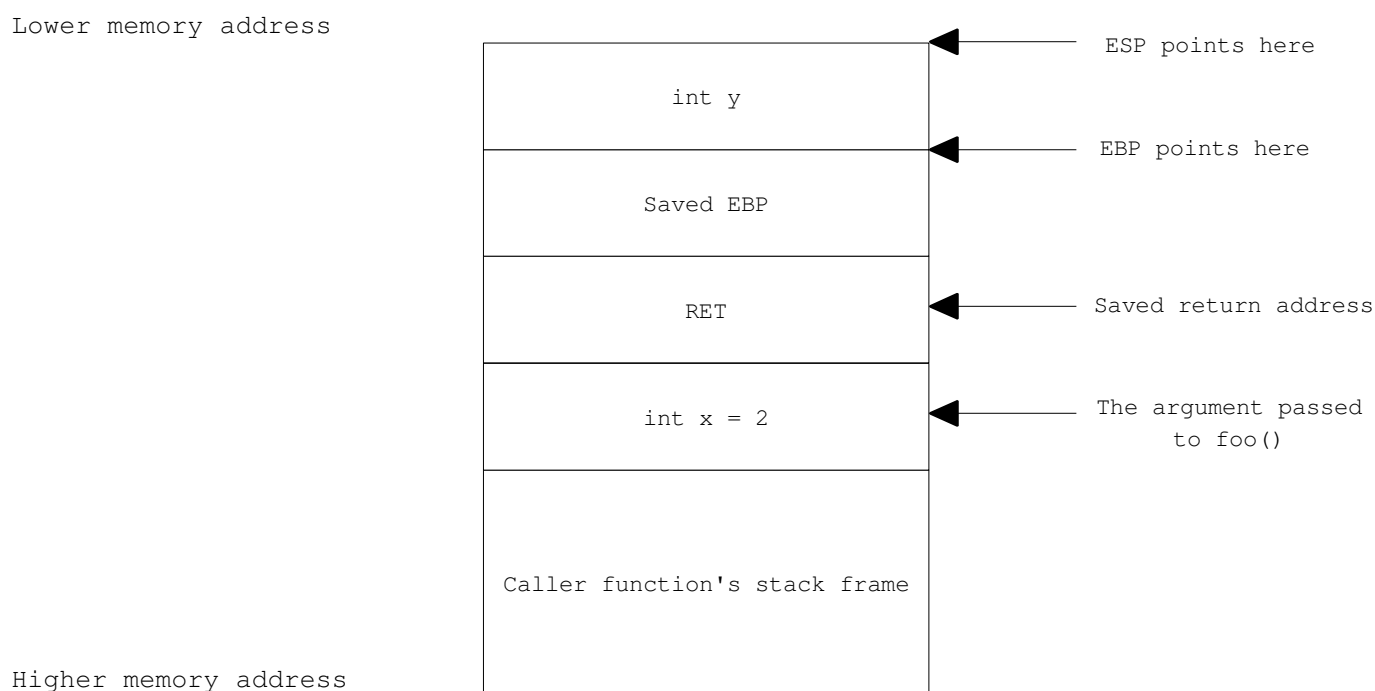 Lower memory address
ESP points here
int y
EBP points here
Saved EBP
RET
Saved return address
int x = 2
The argument passed
to foo()
Caller function's stack frame
Higher memory address